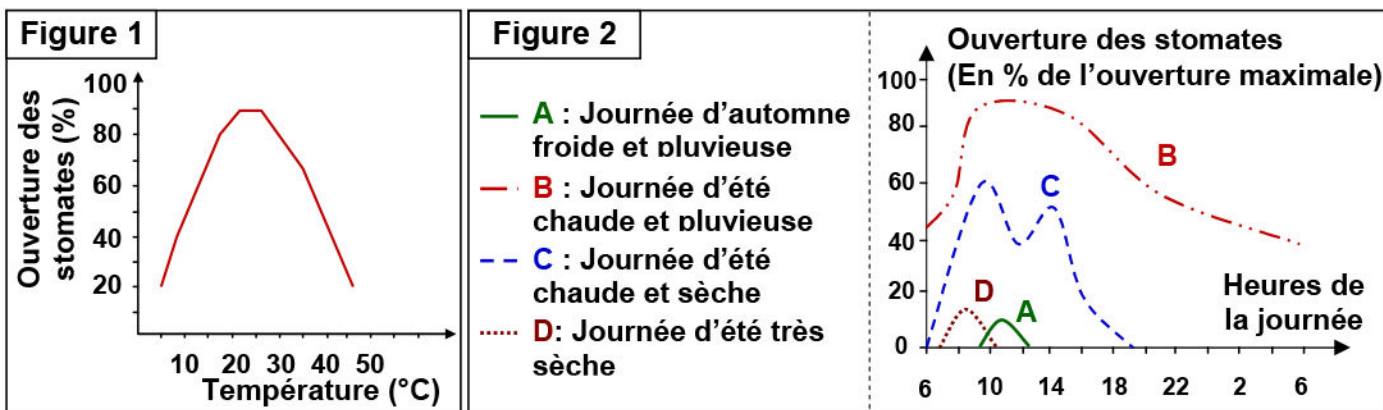 Figure 1
Ouverture des
stomates (%)
100
80
60
40
20
10 20 30 40 50
Température (°C)
Figure 2
A : Journée d'automne
froide et pluvieuse
B : Journée d'été
chaude et pluvieuse
C : Journée d'été
chaude et sèche
D: Journée d'été très
sèche
Ouverture des stomates
(En % de l'ouverture maximale)
100
80
60
40
20
0
B
C
D
A
Heures de
la journée
6 10 14 18 22 2 6